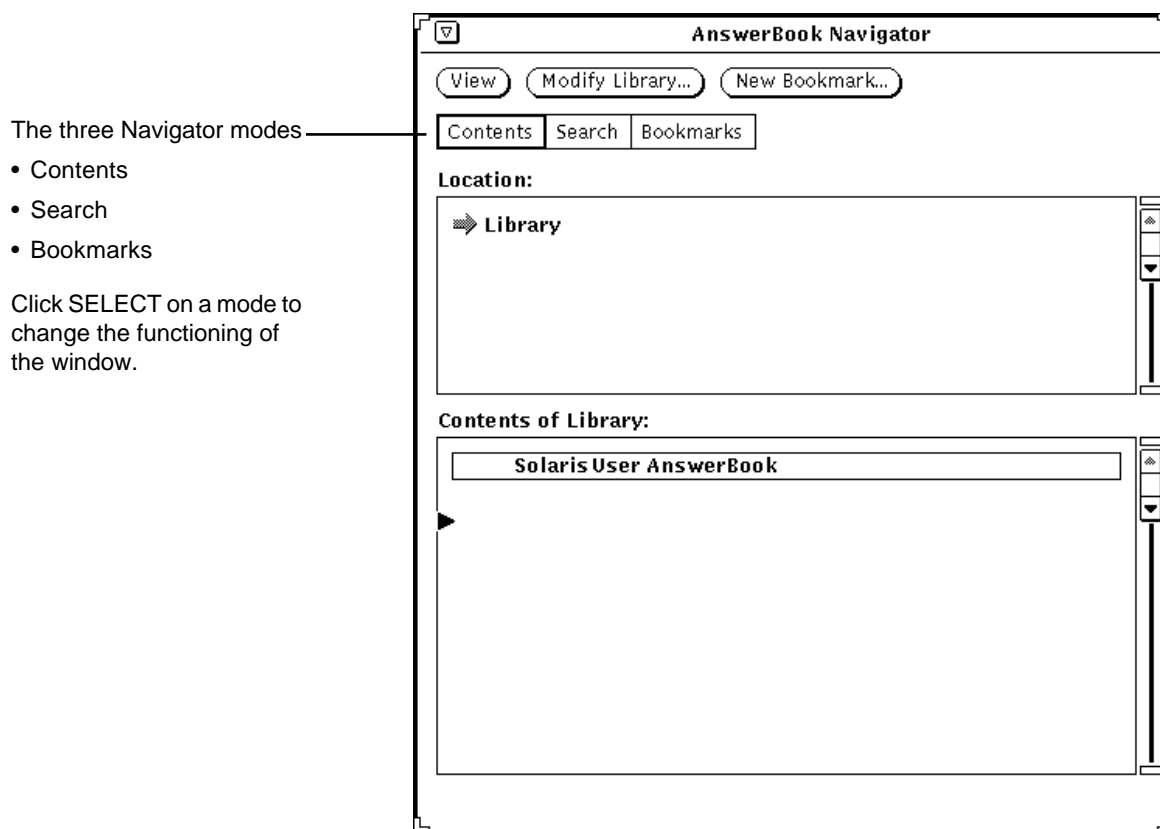 AnswerBook Navigator
View
Modify Library...
New Bookmark...
Contents
Search
Bookmarks
Location:
Library
Contents of Library:
Solaris User AnswerBook
The three Navigator modes
• Contents
• Search
• Bookmarks
Click SELECT on a mode to
change the functioning of
the window.